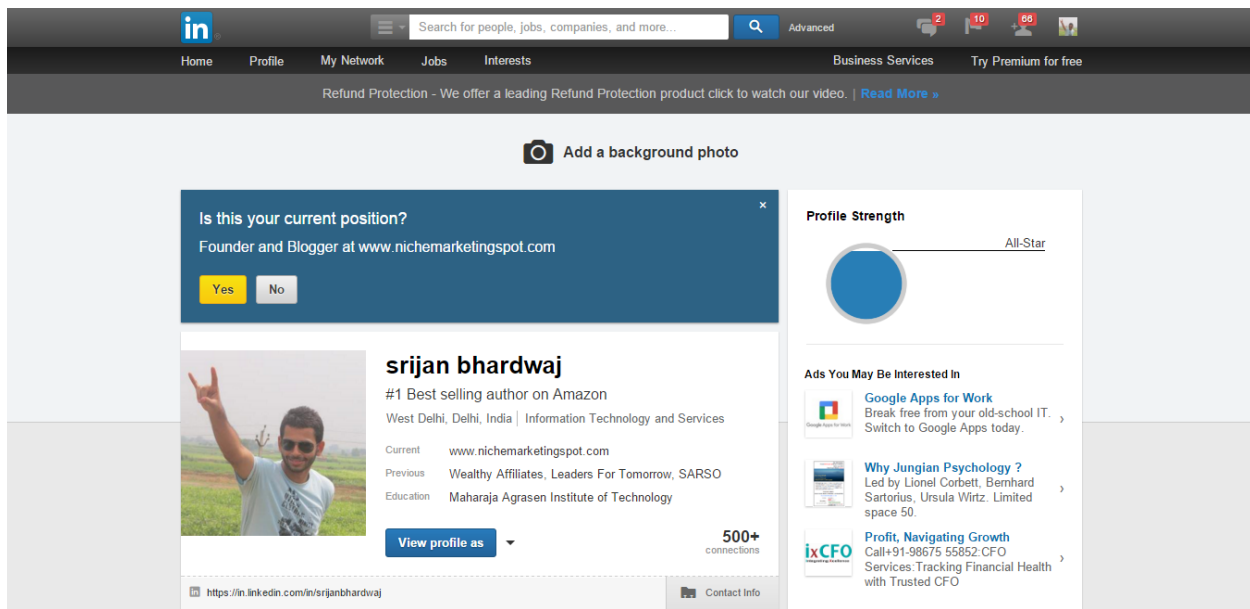 in
Search for people, jobs, companies, and more...
Advanced
2
10
66
Home Profile My Network Jobs Interests Business Services Try Premium for free
Refund Protection - We offer a leading Refund Protection product click to watch our video. | Read More »
Add a background photo
Is this your current position?
×
Founder and Blogger at www.nichemarketingspot.com
Yes No
srijan bhardwaj
#1 Best selling author on Amazon
West Delhi, Delhi, India | Information Technology and Services
Current www.nichemarketingspot.com
Previous Wealthy Affiliates, Leaders For Tomorrow, SARSO
Education Maharaja Agrasen Institute of Technology
View profile as
500+
connections
in https://in.linkedin.com/in/srijanbhardwaj
Contact Info
Profile Strength
All-Star
Ads You May Be Interested In
Google Apps for Work
Google Apps for Work
Break free from your old-school IT.
Switch to Google Apps today.
Why Jungian Psychology ?
Led by Lionel Corbett, Bernhard
Sartorius, Ursula Wirtz. Limited
space 50.
ixCFO
Profit, Navigating Growth
Call+91-98675 55852:CFO
Services:Tracking Financial Health
with Trusted CFO